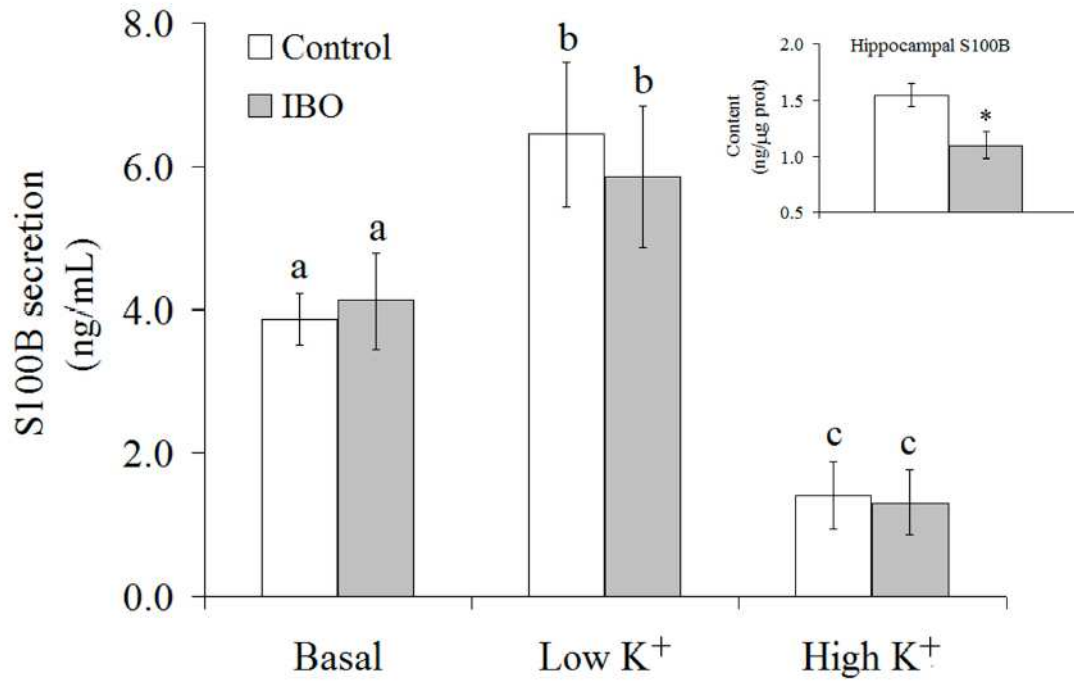 8.0
6.0
4.0
2.0
0.0
S100B secretion
(ng/mL)
Control
IBO
a
a
b
b
c
c
Basal
Low K⁺
High K⁺
Hippocampal S100B
2.0
1.5
1.0
0.5
Content
(ng/µg prot)
*